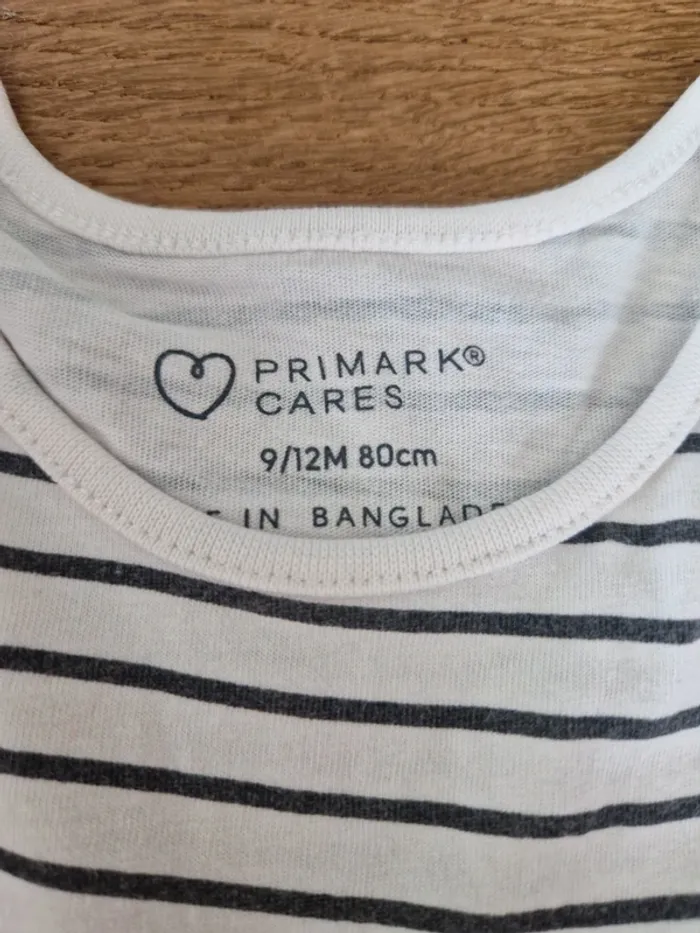 PRIMARK®
CARES
9/12M 80cm
IN